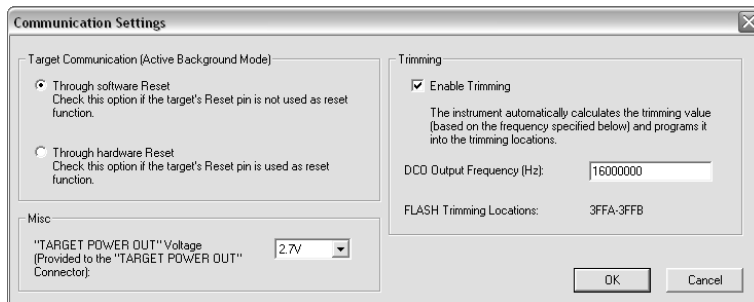 Communication Settings
Target Communication (Active Background Mode)
Through software Reset
Check this option if the target's Reset pin is not used as reset
function.
Through hardware Reset
Check this option if the target's Reset pin is used as reset
function.
Misc
"TARGET POWER OUT" Voltage
(Provided to the "TARGET POWER OUT"
Connector):
2.7V
Trimming
Enable Trimming
The instrument automatically calculates the trimming value
(based on the frequency specified below) and programs it
into the trimming locations.
DCO Output Frequency (Hz):
16000000
FLASH Trimming Locations:
3FFA-3FFB
OK
Cancel